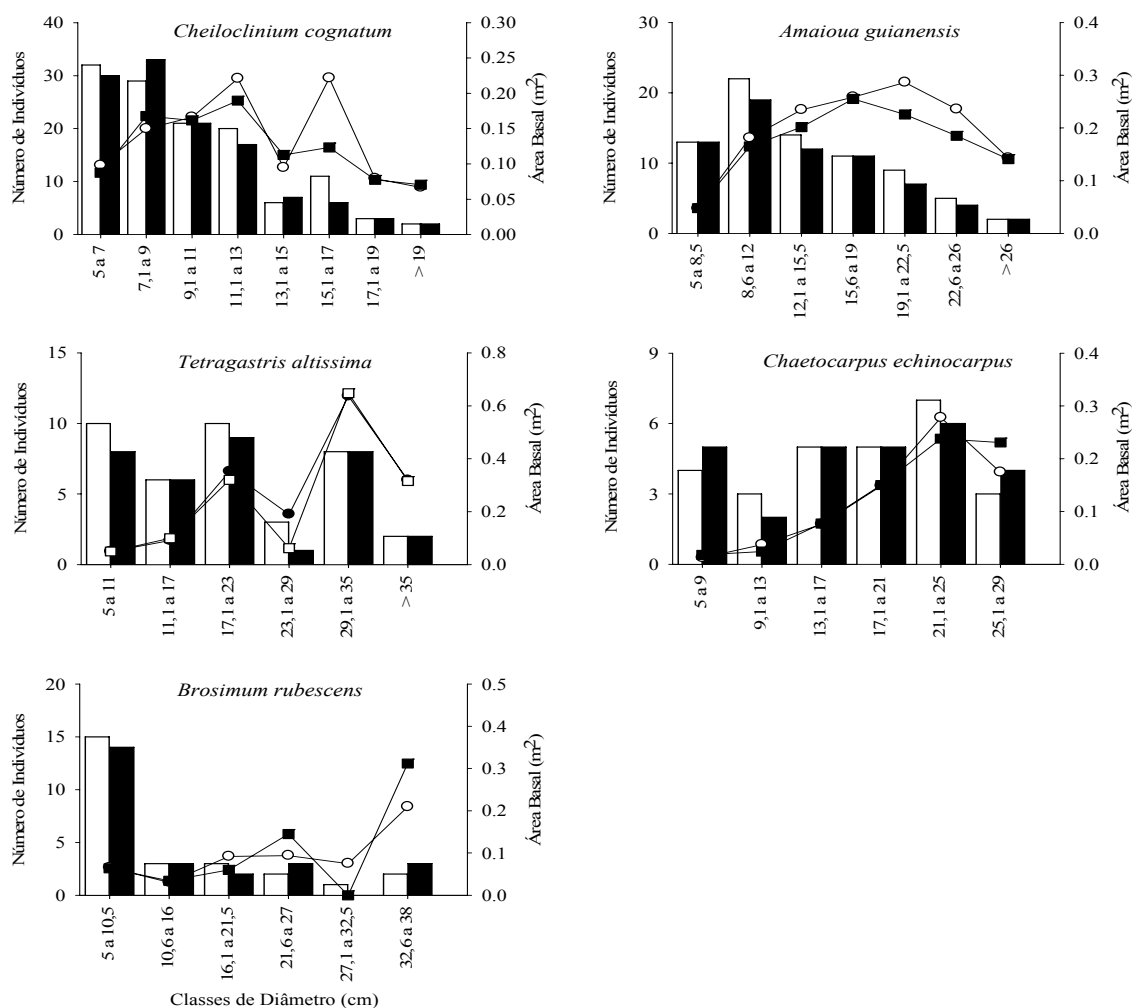 Cheiloclinium cognatum
Número de Indivíduos
40
30
20
10
0
Área Basal (m²)
0.30
0.25
0.20
0.15
0.10
0.05
0.00
5 a 7
7,1 a 9
9,1 a 11
11,1 a 13
13,1 a 15
15,1 a 17
17,1 a 19
> 19
Amaioua guianensis
Número de Indivíduos
30
20
10
0
Área Basal (m²)
0.4
0.3
0.2
0.1
0.0
5 a 8,5
8,6 a 12
12,1 a 15,5
15,6 a 19
19,1 a 22,5
22,6 a 26
> 26
Tetragastris altissima
Número de Indivíduos
15
10
5
0
Área Basal (m²)
0.8
0.6
0.4
0.2
0.0
5 a 11
11,1 a 17
17,1 a 23
23,1 a 29
29,1 a 35
> 35
Chaetocarpus echinocarpus
Número de Indivíduos
9
6
3
0
Área Basal (m²)
0.4
0.3
0.2
0.1
0.0
5 a 9
9,1 a 13
13,1 a 17
17,1 a 21
21,1 a 25
25,1 a 29
Brosimum rubescens
Número de Indivíduos
20
15
10
5
0
Área Basal (m²)
0.5
0.4
0.3
0.2
0.1
0.0
5 a 10,5
10,6 a 16
16,1 a 21,5
21,6 a 27
27,1 a 32,5
32,6 a 38
Classes de Diâmetro (cm)